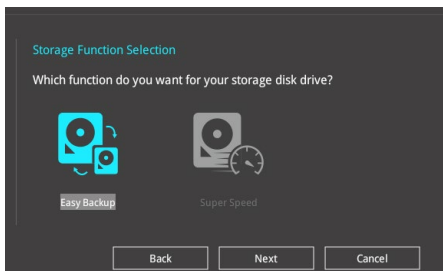 Storage Function Selection
Which function do you want for your storage disk drive?
Easy Backup
Super Speed
Back
Next
Cancel